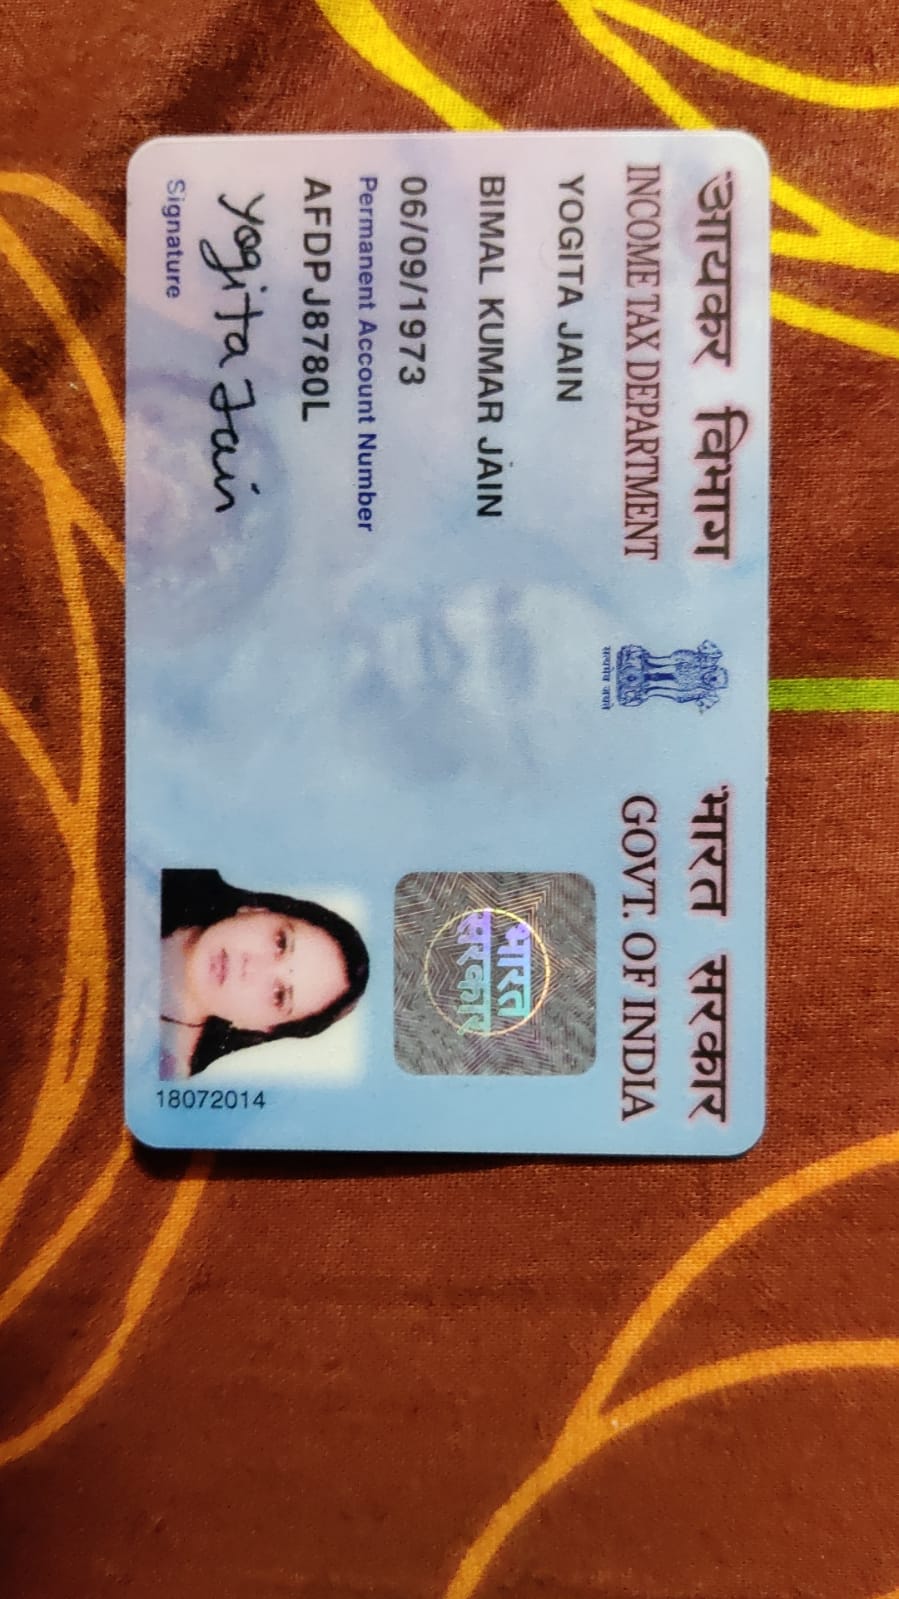 आयकर विभाग
INCOME TAX DEPARTMENT
भारत सरकार
GOVT. OF INDIA
सत्यमेव जयते
YOGITA JAIN
BIMAL KUMAR JAIN
06/09/1973
Permanent Account Number
AFDPJ8780L
Yogita Jain
Signature
भारत
सरकार
18072014